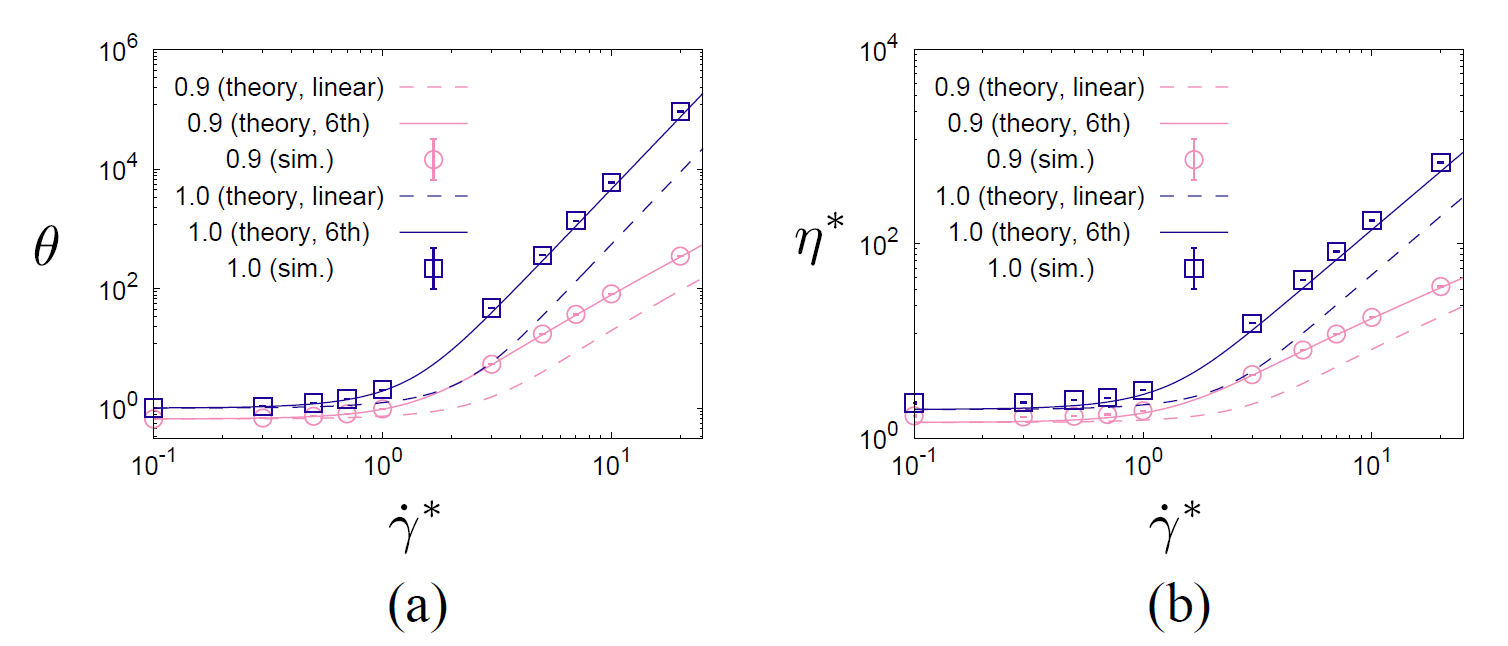 10^6
10^4
10^2
10^0
θ
0.9 (theory, linear)
0.9 (theory, 6th)
0.9 (sim.)
1.0 (theory, linear)
1.0 (theory, 6th)
1.0 (sim.)
10^-1 10^0 10^1
γ̇*
(a)
10^4
10^2
10^0
η*
0.9 (theory, linear)
0.9 (theory, 6th)
0.9 (sim.)
1.0 (theory, linear)
1.0 (theory, 6th)
1.0 (sim.)
10^-1 10^0 10^1
γ̇*
(b)